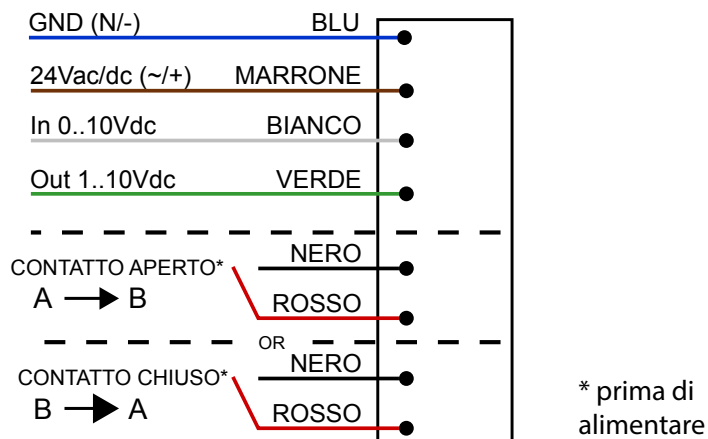 GND (N/-) BLU
24Vac/dc (~/+) MARRONE
In 0..10Vdc BIANCO
Out 1..10Vdc VERDE
NERO
CONTATTO APERTO*
A B
ROSSO
OR
NERO
CONTATTO CHIUSO*
B A
ROSSO
* prima di
alimentare